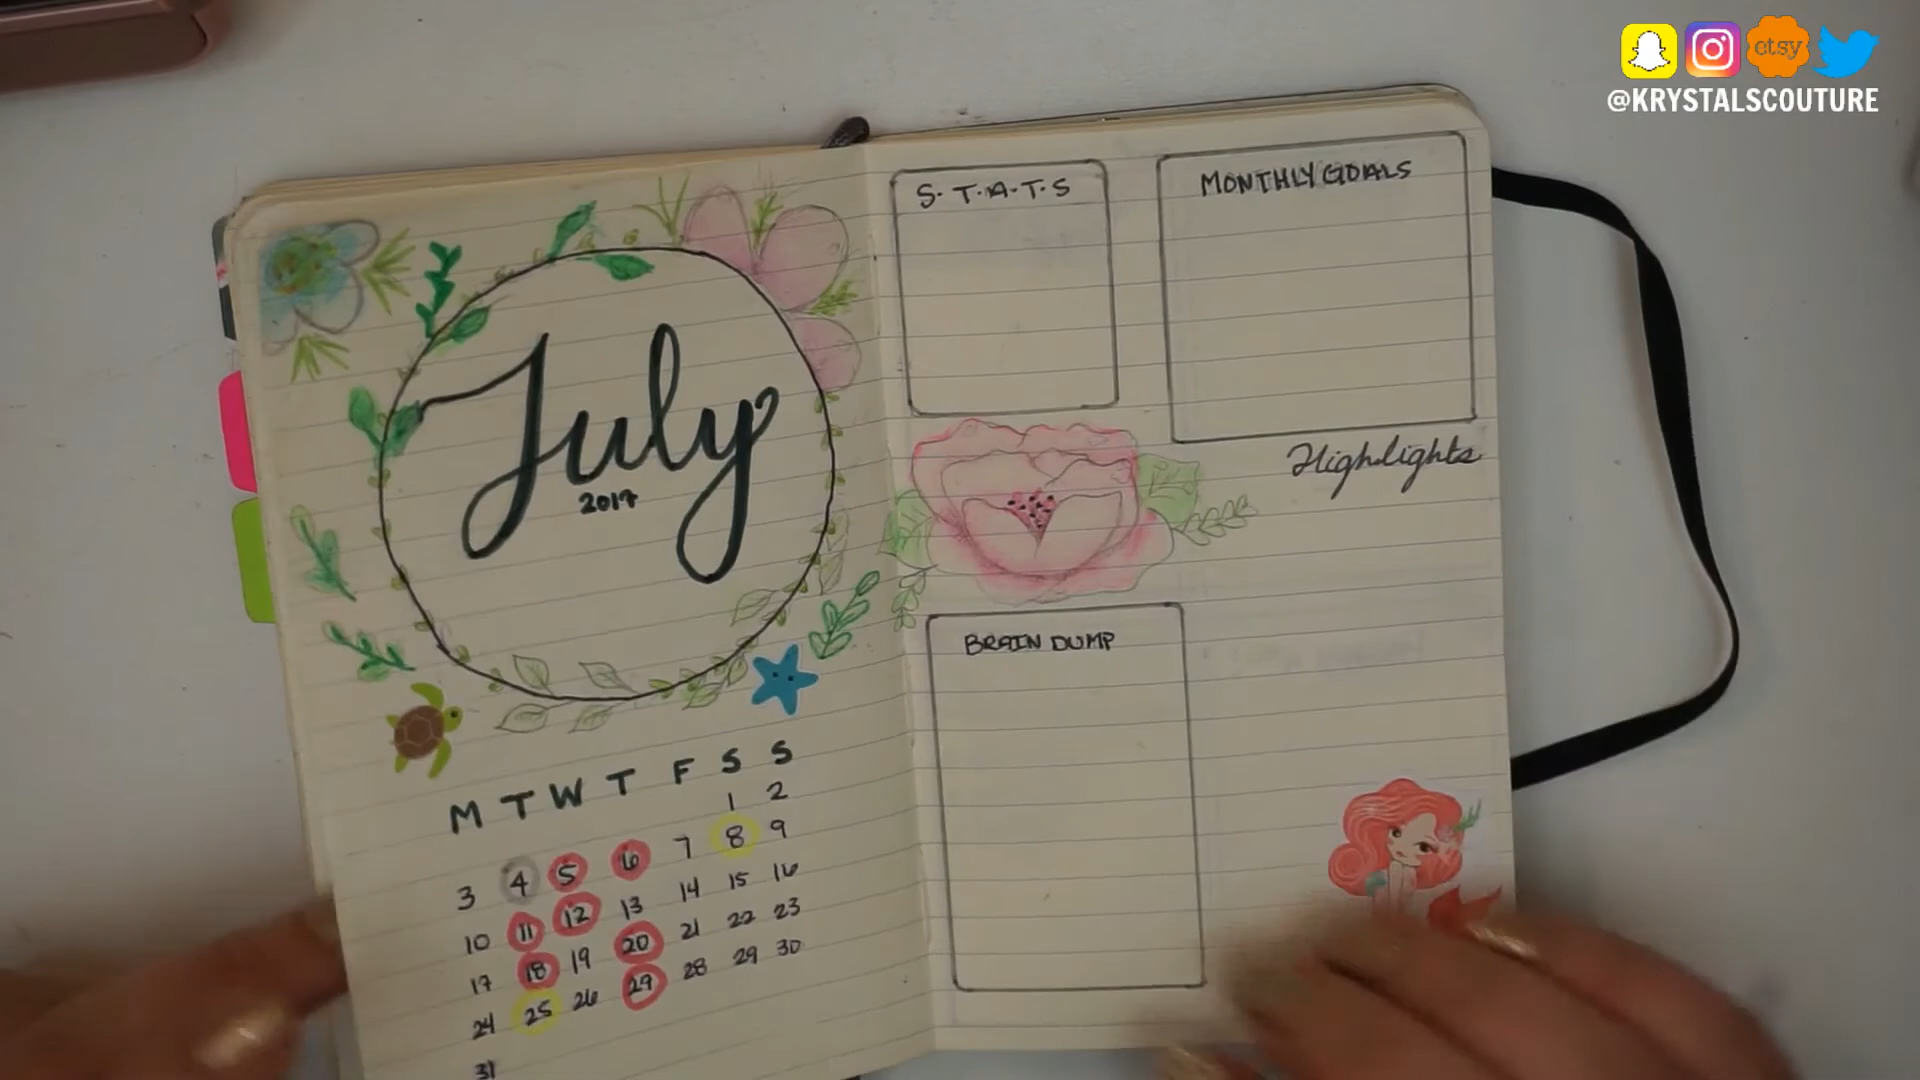 etsy
@KRYSTALSCOUTURE
July
2017
M T W T F S S
1 2
3 4 5 6 7 8 9
10 11 12 13 14 15 16
17 18 19 20 21 22 23
24 25 26 29 28 29 30
31
S·T·A·T·S
MONTHLY GOALS
Highlights
BRAIN DUMP